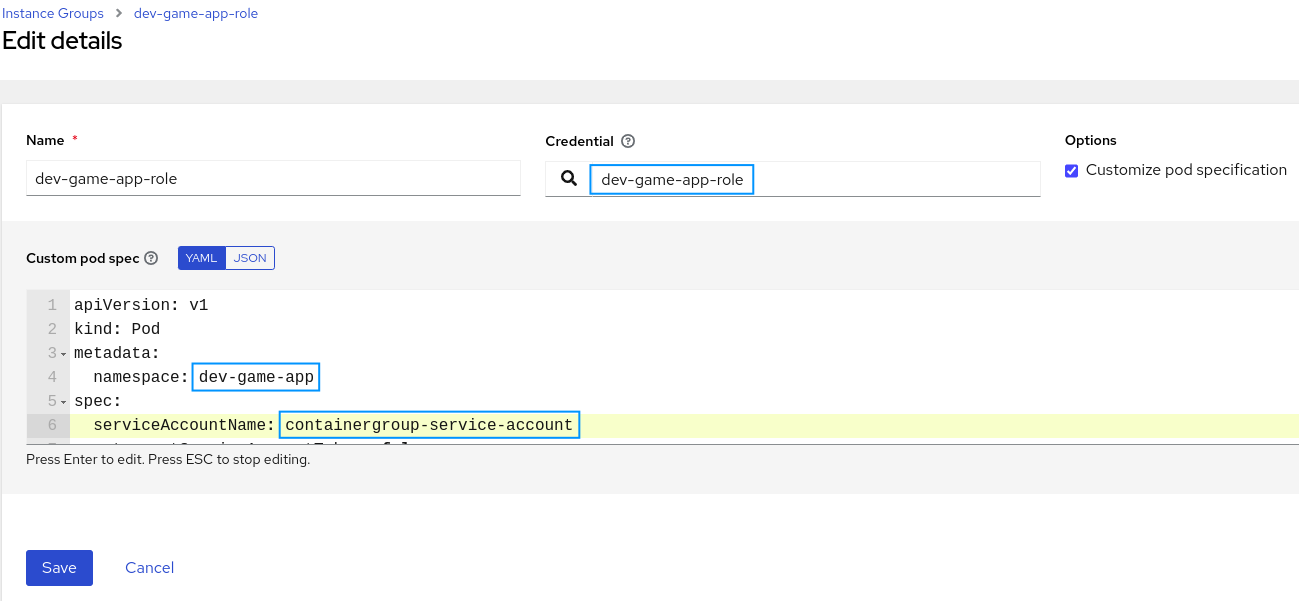 Instance Groups > dev-game-app-role
Edit details
Name *
Credential ?
Options
dev-game-app-role
dev-game-app-role
Customize pod specification
Custom pod spec ? YAML JSON
1 apiVersion: v1
2 kind: Pod
3 metadata:
4 namespace: dev-game-app
5 spec:
6 serviceAccountName: containergroup-service-account
Press Enter to edit. Press ESC to stop editing.
Save Cancel